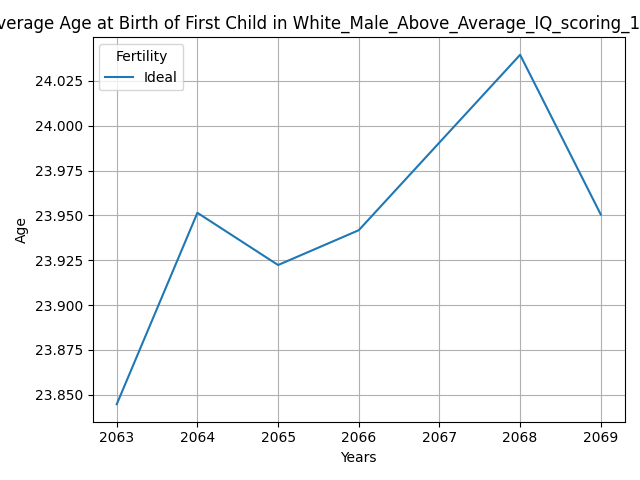 verage Age at Birth of First Child in White_Male_Above_Average_IQ_scoring_1
Fertility
Ideal
24.025
24.000
23.975
23.950
23.925
23.900
23.875
23.850
Age
2063 2064 2065 2066 2067 2068 2069
Years